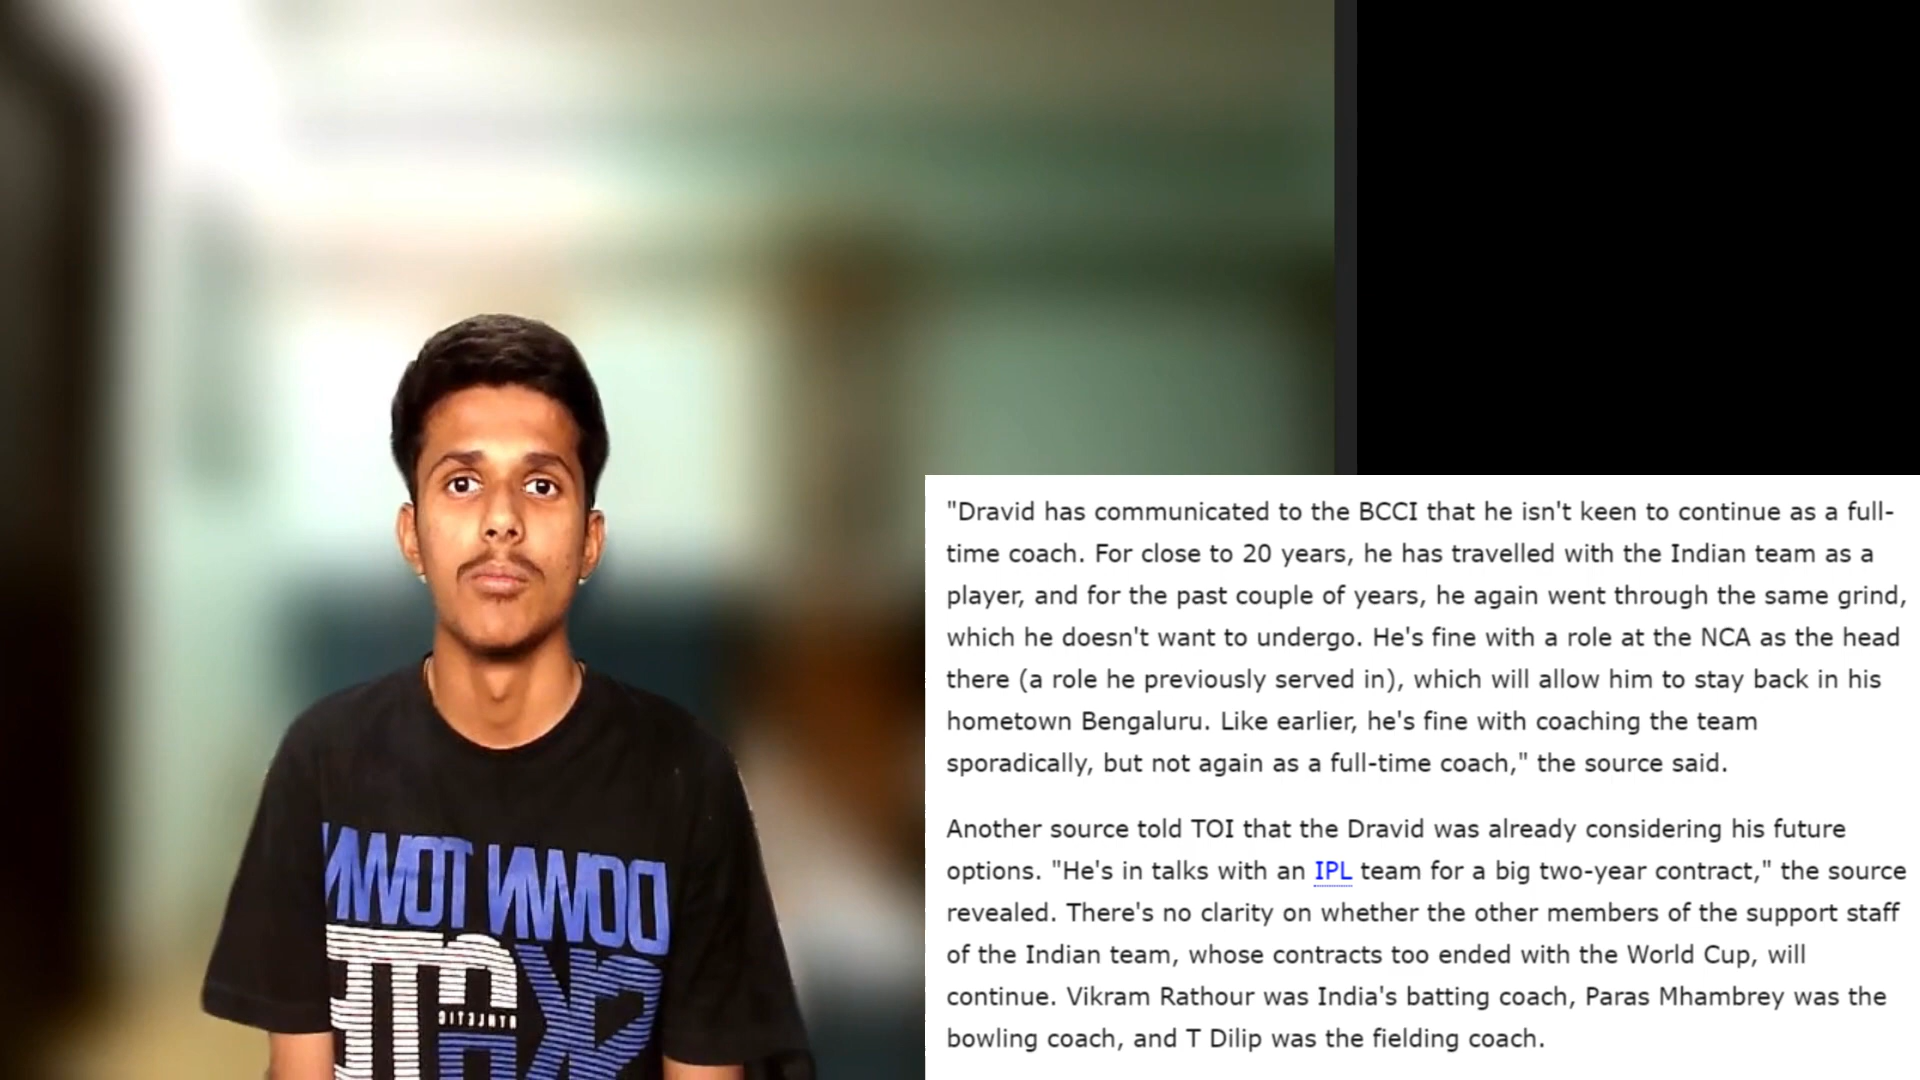 "Dravid has communicated to the BCCI that he isn't keen to continue as a full-
time coach. For close to 20 years, he has travelled with the Indian team as a
player, and for the past couple of years, he again went through the same grind,
which he doesn't want to undergo. He's fine with a role at the NCA as the head
there (a role he previously served in), which will allow him to stay back in his
hometown Bengaluru. Like earlier, he's fine with coaching the team
sporadically, but not again as a full-time coach," the source said.
Another source told TOI that the Dravid was already considering his future
options. "He's in talks with an IPL team for a big two-year contract," the source
revealed. There's no clarity on whether the other members of the support staff
of the Indian team, whose contracts too ended with the World Cup, will
continue. Vikram Rathour was India's batting coach, Paras Mhambrey was the
bowling coach, and T Dilip was the fielding coach.
DOWN TOWN
SKATE
ATHLETIC